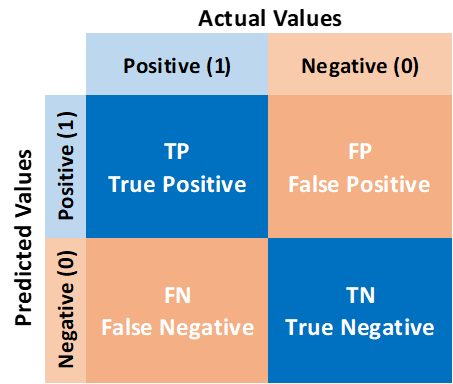 Actual Values
Positive (1) Negative (0)
Predicted Values
Positive (1)
TP
True Positive
FP
False Positive
Negative (0)
FN
False Negative
TN
True Negative